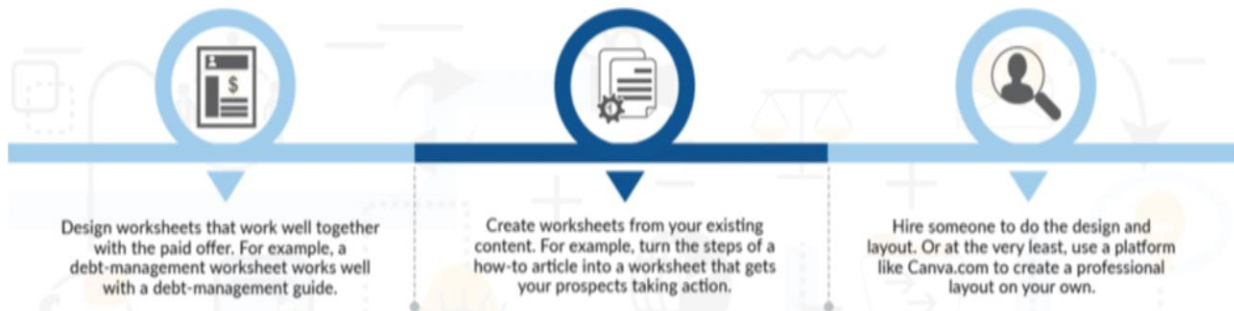 Design worksheets that work well together
with the paid offer. For example, a
debt-management worksheet works well
with a debt-management guide.
Create worksheets from your existing
content. For example, turn the steps of a
how-to article into a worksheet that gets
your prospects taking action.
Hire someone to do the design and
layout. Or at the very least, use a platform
like Canva.com to create a professional
layout on your own.